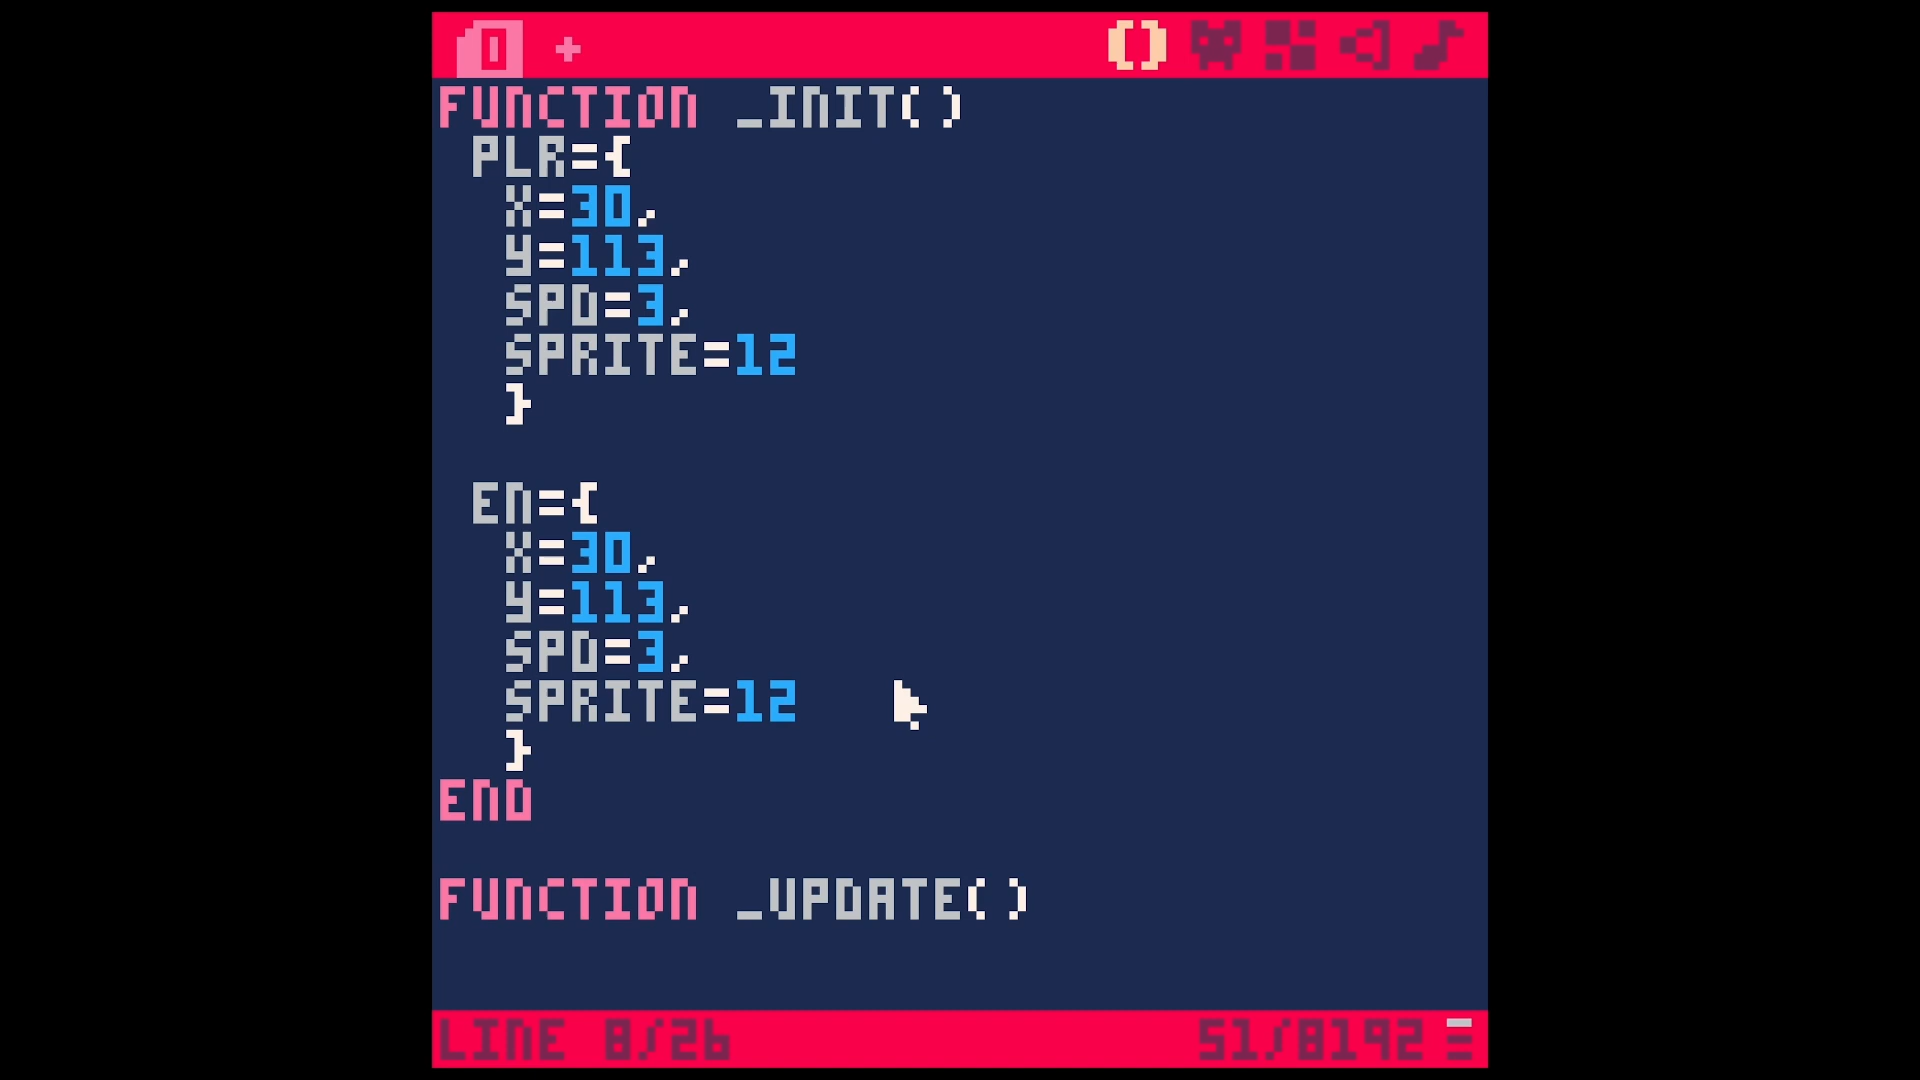 0 +
FUNCTION _INIT()
PLR={
X=30,
Y=113,
SPD=3,
SPRITE=12
}
EN={
X=30,
Y=113,
SPD=3,
SPRITE=12
}
END
FUNCTION _UPDATE()
LINE 8/26 51/8192